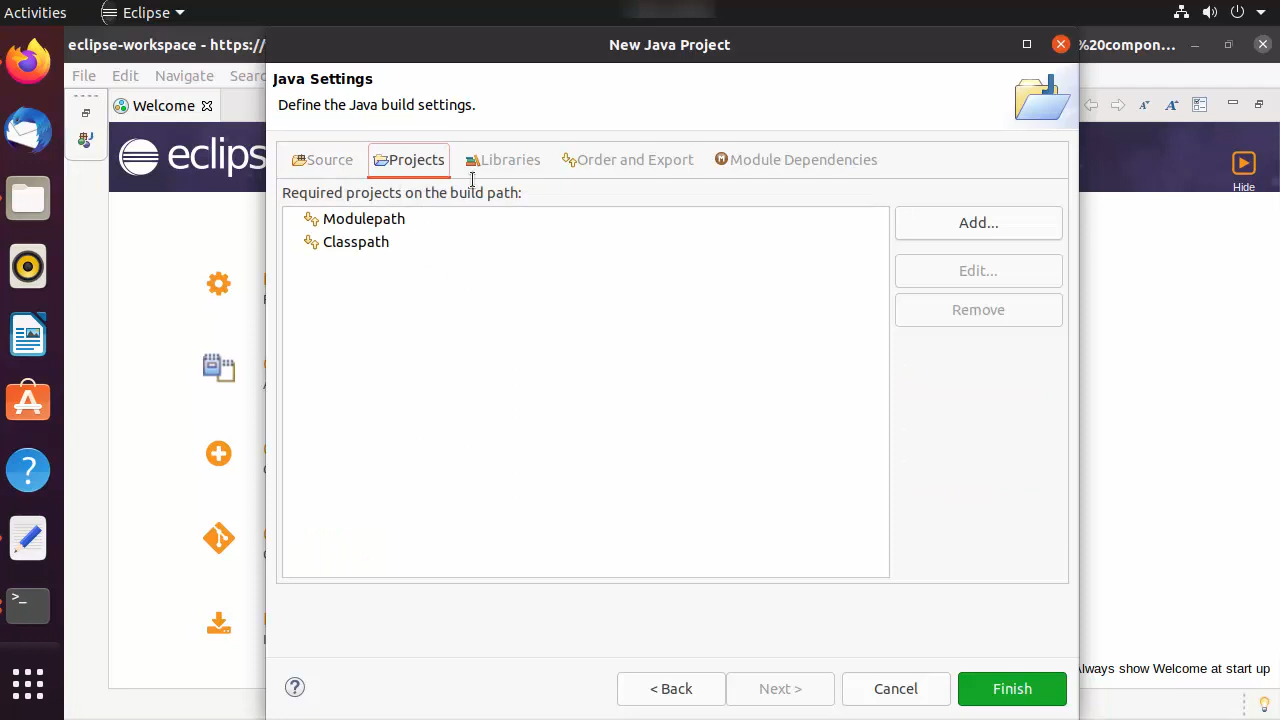 Activities Eclipse
eclipse-workspace - https:/
New Java Project
%20compon...
File Edit Navigate Searc
Java Settings
Define the Java build settings.
Welcome
eclips
Source Projects Libraries Order and Export Module Dependencies
Hide
Required projects on the build path:
Modulepath
Classpath
Add...
Edit...
Remove
Always show Welcome at start up
< Back Next > Cancel Finish